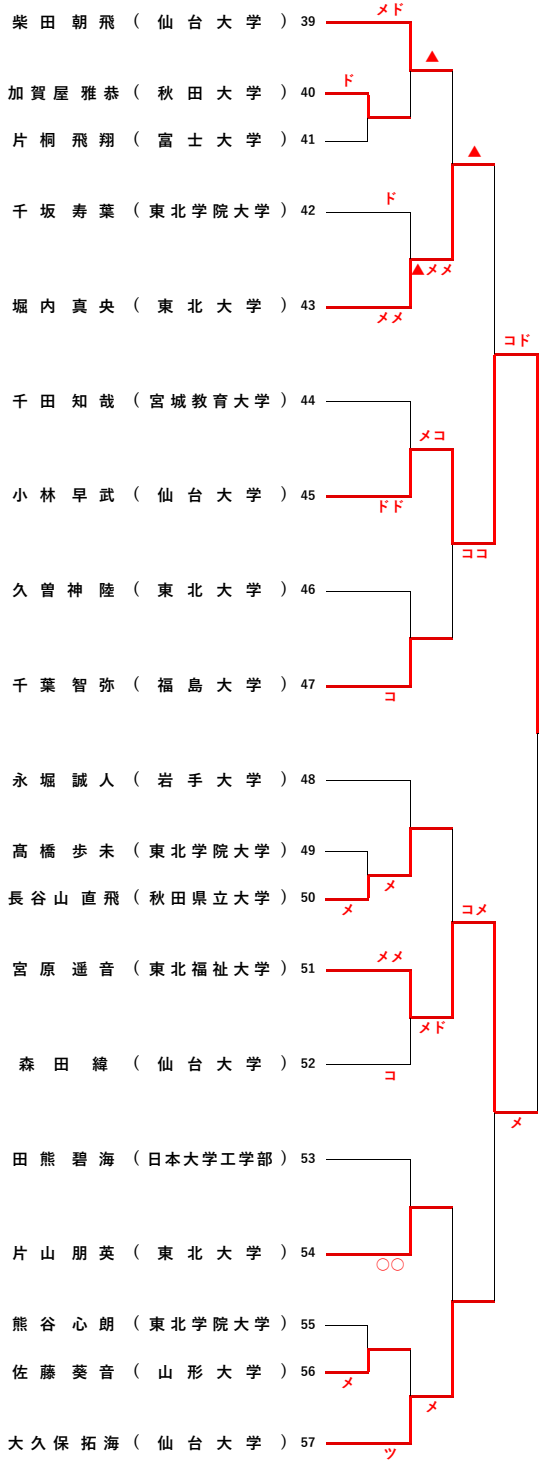 メド
柴田朝飛 (仙台大学) 39
▲
ド
加賀屋雅恭 (秋田大学) 40
片桐飛翔 (富士大学) 41
▲
ド
千坂寿葉 (東北学院大学) 42
▲メメ
堀内真央 (東北大学) 43
メメ
コド
千田知哉 (宮城教育大学) 44
メコ
小林早武 (仙台大学) 45
ドド
ココ
久曽神陸 (東北大学) 46
千葉智弥 (福島大学) 47
コ
永堀誠人 (岩手大学) 48
髙橋歩未 (東北学院大学) 49
メ
長谷山直飛 (秋田県立大学) 50
メ
コメ
メメ
宮原遥音 (東北福祉大学) 51
メド
森田緯 (仙台大学) 52
コ
メ
田熊碧海 (日本大学工学部) 53
片山朋英 (東北大学) 54
○○
熊谷心朗 (東北学院大学) 55
佐藤葵音 (山形大学) 56
メ
メ
大久保拓海 (仙台大学) 57
ツ